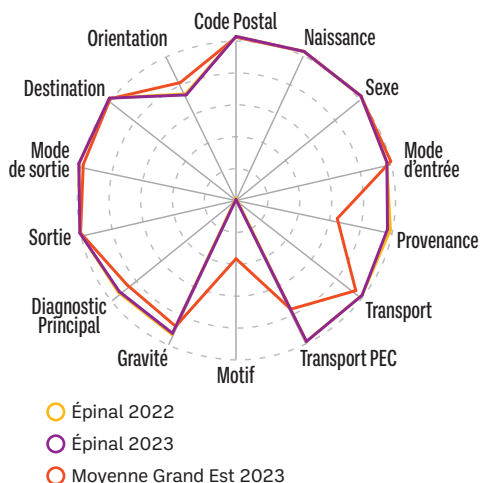 Code Postal
Naissance
Sexe
Mode
d'entrée
Provenance
Transport
Transport PEC
Motif
Gravité
Diagnostic
Principal
Sortie
Mode
de sortie
Destination
Orientation
Épinal 2022
Épinal 2023
Moyenne Grand Est 2023